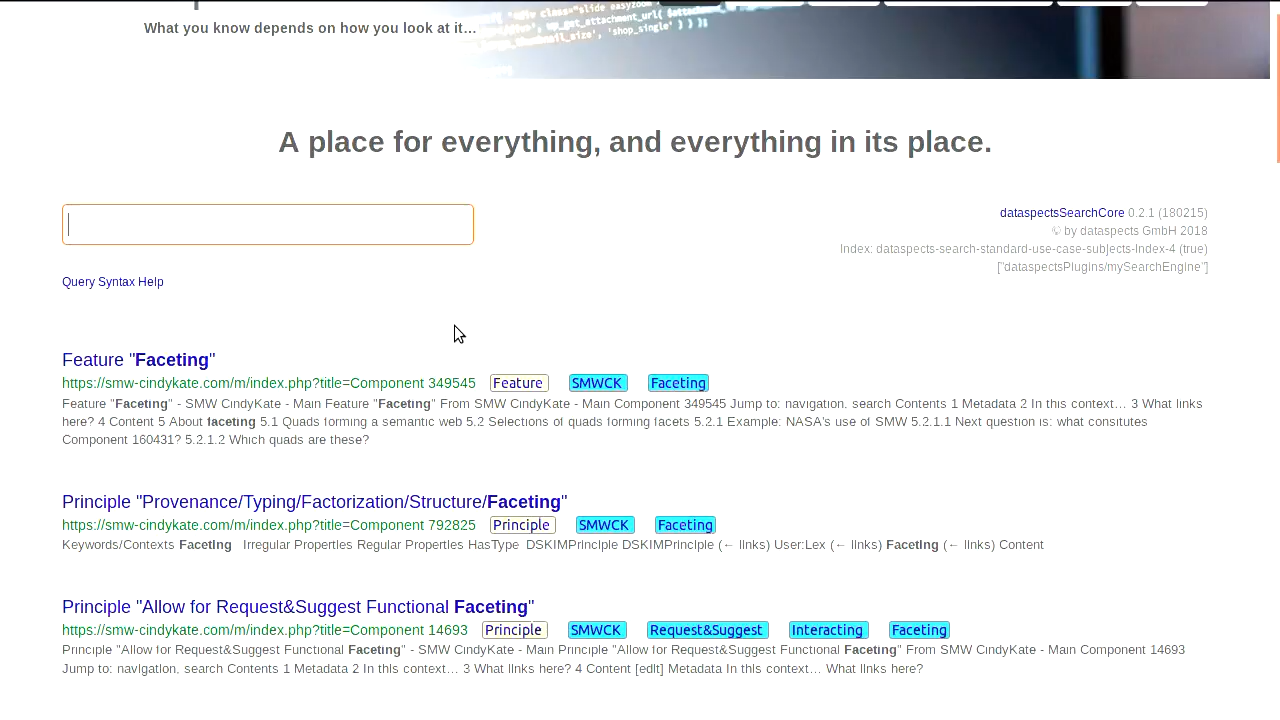 '<div class="slide easyzoom
wp_get_attachment_url( $attachment
size', 'shop_single' ) ) );
What you know depends on how you look at it…
A place for everything, and everything in its place.
dataspectsSearchCore 0.2.1 (180215)
© by dataspects GmbH 2018
Index: dataspects-search-standard-use-case-subjects-index-4 (true)
["dataspectsPlugins/mySearchEngine"]
Query Syntax Help
Feature "Faceting"
https://smw-cindykate.com/m/index.php?title=Component 349545 Feature SMWCK Faceting
Feature "Faceting" - SMW CindyKate - Main Feature "Faceting" From SMW CindyKate - Main Component 349545 Jump to: navigation, search Contents 1 Metadata 2 In this context… 3 What links
here? 4 Content 5 About faceting 5.1 Quads forming a semantic web 5.2 Selections of quads forming facets 5.2.1 Example: NASA's use of SMW 5.2.1.1 Next question is: what consitutes
Component 160431? 5.2.1.2 Which quads are these?
Principle "Provenance/Typing/Factorization/Structure/Faceting"
https://smw-cindykate.com/m/index.php?title=Component 792825 Principle SMWCK Faceting
Keywords/Contexts Faceting Irregular Properties Regular Properties HasType DSKIMPrinciple DSKIMPrinciple (← links) User:Lex (← links) Faceting (← links) Content
Principle "Allow for Request&Suggest Functional Faceting"
https://smw-cindykate.com/m/index.php?title=Component 14693 Principle SMWCK Request&Suggest Interacting Faceting
Principle "Allow for Request&Suggest Functional Faceting" - SMW CindyKate - Main Principle "Allow for Request&Suggest Functional Faceting" From SMW CindyKate - Main Component 14693
Jump to: navigation, search Contents 1 Metadata 2 In this context… 3 What links here? 4 Content [edit] Metadata In this context… What links here?